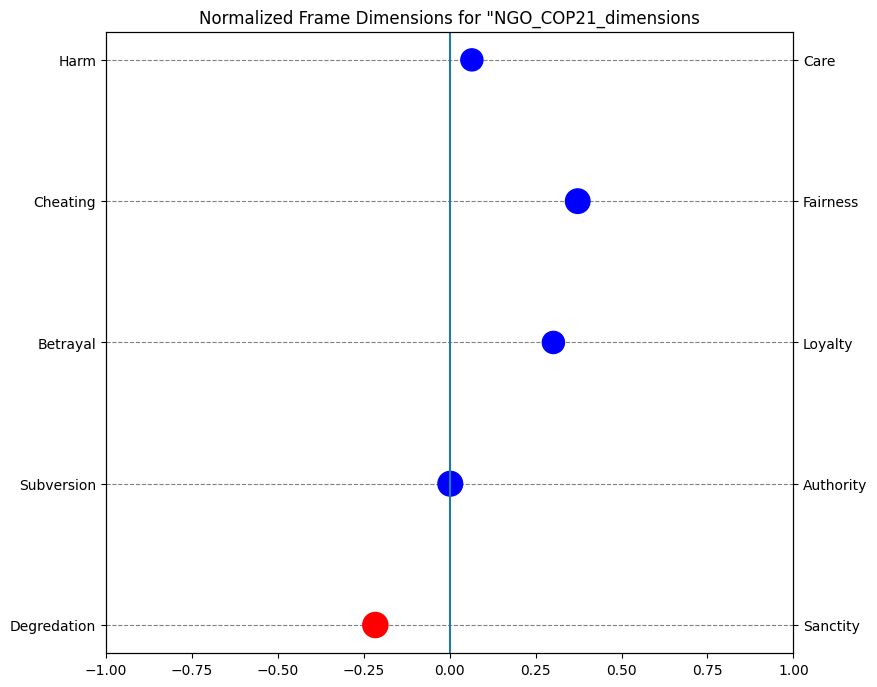 Normalized Frame Dimensions for "NGO_COP21_dimensions
Harm
Care
Cheating
Fairness
Betrayal
Loyalty
Subversion
Authority
Degredation
Sanctity
−1.00 −0.75 −0.50 −0.25 0.00 0.25 0.50 0.75 1.00